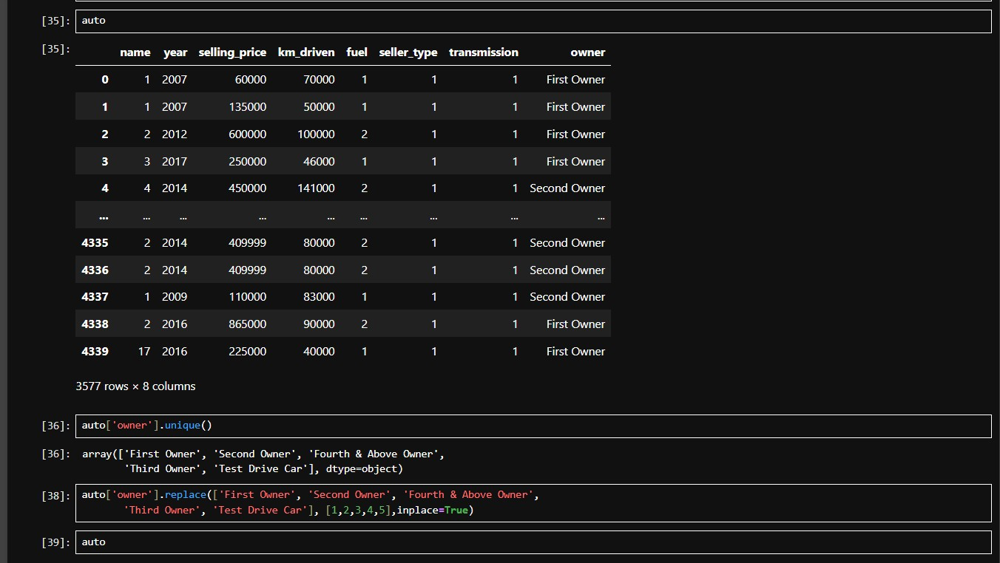 [35]: auto
[35]:
name year selling_price km_driven fuel seller_type transmission owner
0 1 2007 60000 70000 1 1 1 First Owner
1 1 2007 135000 50000 1 1 1 First Owner
2 2 2012 600000 100000 2 1 1 First Owner
3 3 2017 250000 46000 1 1 1 First Owner
4 4 2014 450000 141000 2 1 1 Second Owner
... ... ... ... ... ... ... ... ...
4335 2 2014 409999 80000 2 1 1 Second Owner
4336 2 2014 409999 80000 2 1 1 Second Owner
4337 1 2009 110000 83000 1 1 1 Second Owner
4338 2 2016 865000 90000 2 1 1 First Owner
4339 17 2016 225000 40000 1 1 1 First Owner
3577 rows × 8 columns
[36]: auto['owner'].unique()
[36]: array(['First Owner', 'Second Owner', 'Fourth & Above Owner',
'Third Owner', 'Test Drive Car'], dtype=object)
[38]: auto['owner'].replace(['First Owner', 'Second Owner', 'Fourth & Above Owner',
'Third Owner', 'Test Drive Car'], [1,2,3,4,5],inplace=True)
[39]: auto